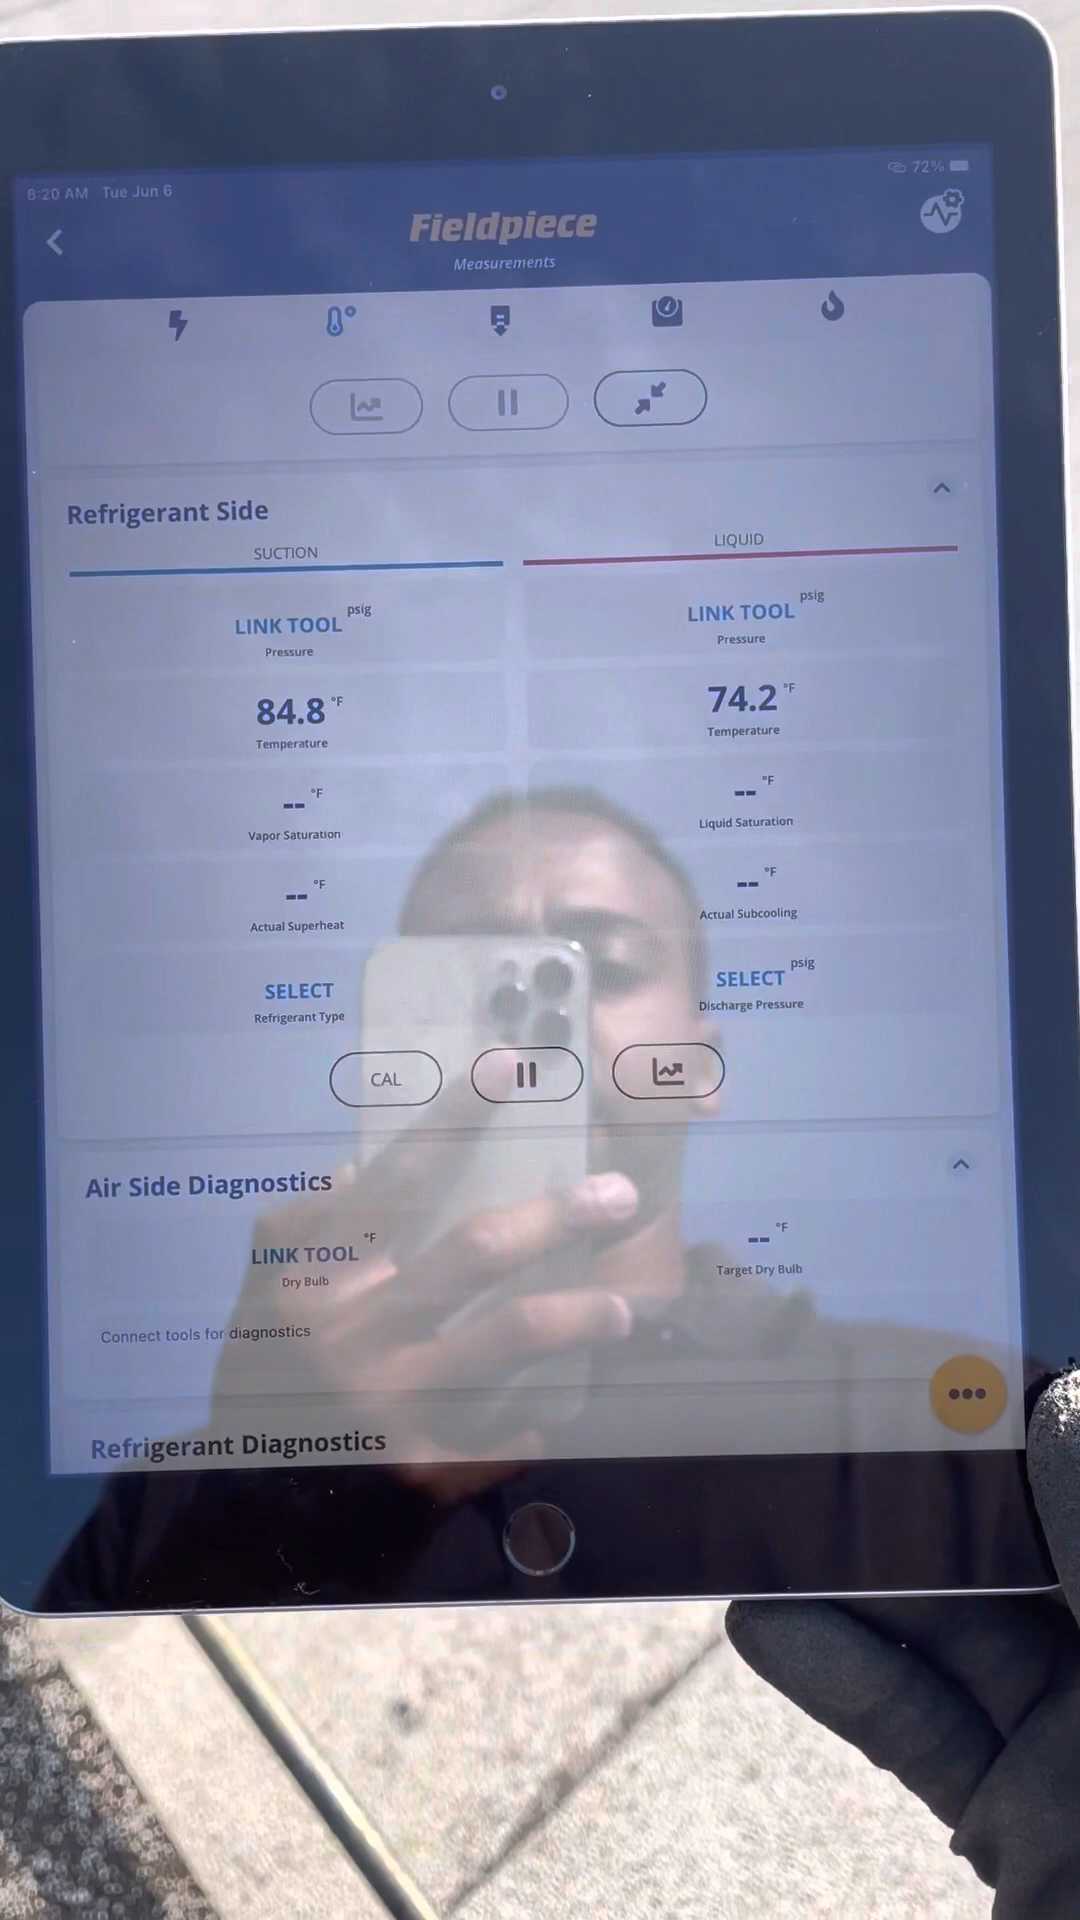 8:20 AM Tue Jun 6
72%
Fieldpiece
Measurements
Refrigerant Side
SUCTION
LIQUID
LINK TOOL psig
Pressure
LINK TOOL psig
Pressure
84.8 °F
Temperature
74.2 °F
Temperature
-- °F
Vapor Saturation
-- °F
Liquid Saturation
-- °F
Actual Superheat
-- °F
Actual Subcooling
SELECT
Refrigerant Type
SELECT psig
Discharge Pressure
CAL
Air Side Diagnostics
LINK TOOL °F
Dry Bulb
-- °F
Target Dry Bulb
Connect tools for diagnostics
Refrigerant Diagnostics